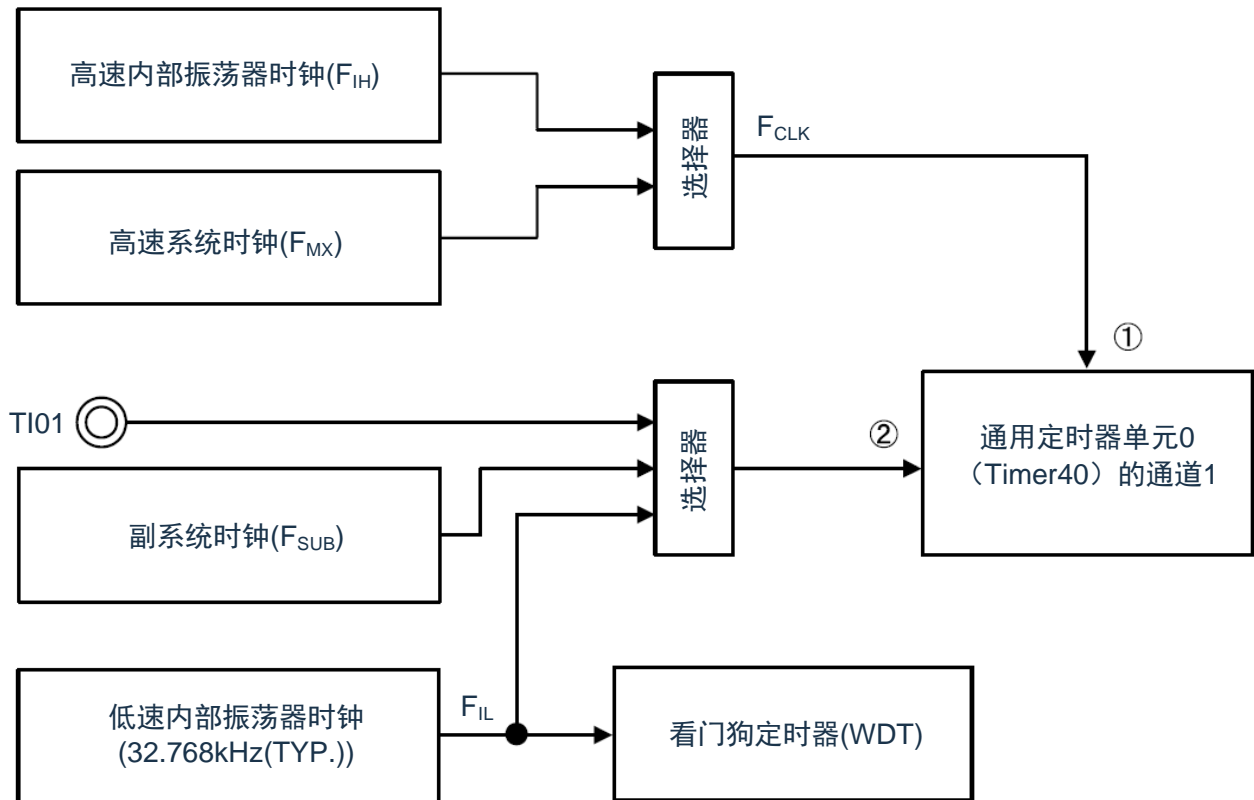 高速内部振荡器时钟(FIH)
选择器
FCLK
高速系统时钟(FMX)
①
TI01
选择器
②
通用定时器单元0
（Timer40）的通道1
副系统时钟(FSUB)
低速内部振荡器时钟
(32.768kHz(TYP.))
FIL
看门狗定时器(WDT)